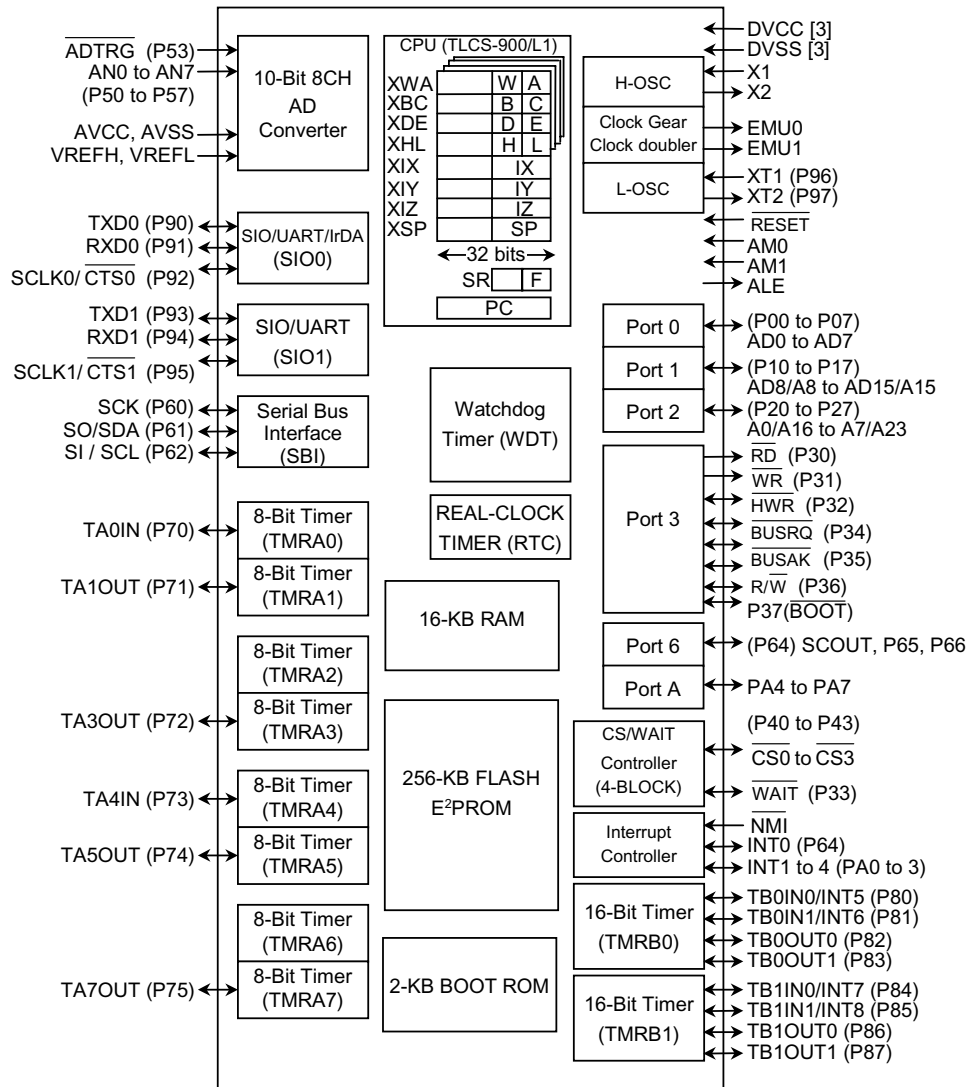 ADTRG (P53)
AN0 to AN7
(P50 to P57)
AVCC, AVSS
VREFH, VREFL
10-Bit 8CH
AD
Converter
TXD0 (P90)
RXD0 (P91)
SCLK0/ CTS0 (P92)
SIO/UART/IrDA
(SIO0)
TXD1 (P93)
RXD1 (P94)
SCLK1/ CTS1 (P95)
SIO/UART
(SIO1)
SCK (P60)
SO/SDA (P61)
SI / SCL (P62)
Serial Bus
Interface
(SBI)
TA0IN (P70)
8-Bit Timer
(TMRA0)
TA1OUT (P71)
8-Bit Timer
(TMRA1)
8-Bit Timer
(TMRA2)
TA3OUT (P72)
8-Bit Timer
(TMRA3)
TA4IN (P73)
8-Bit Timer
(TMRA4)
TA5OUT (P74)
8-Bit Timer
(TMRA5)
8-Bit Timer
(TMRA6)
TA7OUT (P75)
8-Bit Timer
(TMRA7)
CPU (TLCS-900/L1)
XWA W A
XBC B C
XDE D E
XHL H L
XIX IX
XIY IY
XIZ IZ
XSP SP
32 bits
SR F
PC
Watchdog
Timer (WDT)
REAL-CLOCK
TIMER (RTC)
16-KB RAM
256-KB FLASH
E²PROM
2-KB BOOT ROM
DVCC [3]
DVSS [3]
H-OSC
X1
X2
Clock Gear
Clock doubler
EMU0
EMU1
L-OSC
XT1 (P96)
XT2 (P97)
RESET
AM0
AM1
ALE
Port 0
(P00 to P07)
AD0 to AD7
Port 1
(P10 to P17)
AD8/A8 to AD15/A15
Port 2
(P20 to P27)
A0/A16 to A7/A23
Port 3
RD (P30)
WR (P31)
HWR (P32)
BUSRQ (P34)
BUSAK (P35)
R/W (P36)
P37(BOOT)
Port 6
(P64) SCOUT, P65, P66
Port A
PA4 to PA7
CS/WAIT
Controller
(4-BLOCK)
(P40 to P43)
CS0 to CS3
WAIT (P33)
Interrupt
Controller
NMI
INT0 (P64)
INT1 to 4 (PA0 to 3)
16-Bit Timer
(TMRB0)
TB0IN0/INT5 (P80)
TB0IN1/INT6 (P81)
TB0OUT0 (P82)
TB0OUT1 (P83)
16-Bit Timer
(TMRB1)
TB1IN0/INT7 (P84)
TB1IN1/INT8 (P85)
TB1OUT0 (P86)
TB1OUT1 (P87)